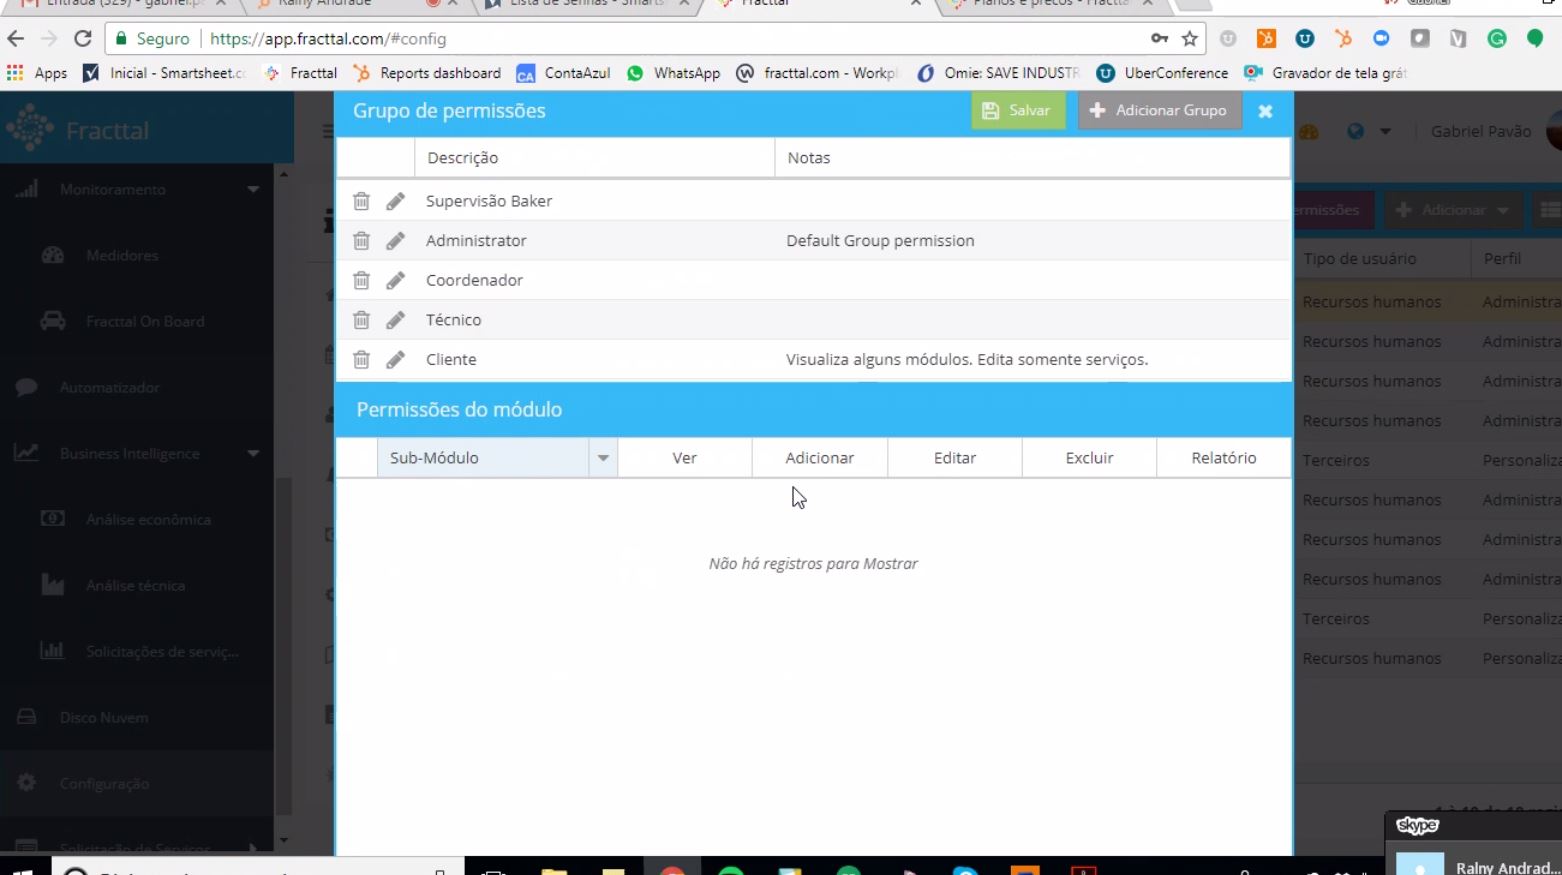 Rainy Andrade
Lista de Senhas - Smarts
Fracttal
Planos e preços - Fractta
Gabriel
Seguro
https://app.fracttal.com/#config
Apps
Inicial - Smartsheet.c
Fracttal
Reports dashboard
ContaAzul
WhatsApp
fracttal.com - Workpl
Omie: SAVE INDUSTR
UberConference
Gravador de tela grát
Fracttal
Grupo de permissões
Salvar
Adicionar Grupo
Gabriel Pavão
Descrição
Notas
Supervisão Baker
Administrator
Default Group permission
Coordenador
Técnico
Cliente
Visualiza alguns módulos. Edita somente serviços.
Permissões do módulo
Sub-Módulo
Ver
Adicionar
Editar
Excluir
Relatório
Não há registros para Mostrar
Monitoramento
Medidores
Fracttal On Board
Automatizador
Business Intelligence
Análise econômica
Análise técnica
Solicitações de serviç...
Disco Nuvem
Configuração
Solicitação de Serviços
ermissões
Adicionar
Tipo de usuário
Perfil
Recursos humanos
Administra
Recursos humanos
Administra
Recursos humanos
Administra
Recursos humanos
Administra
Terceiros
Personaliz
Recursos humanos
Administra
Recursos humanos
Administra
Recursos humanos
Administra
Terceiros
Personaliza
Recursos humanos
Personaliza
skype
Ralny Andrad...